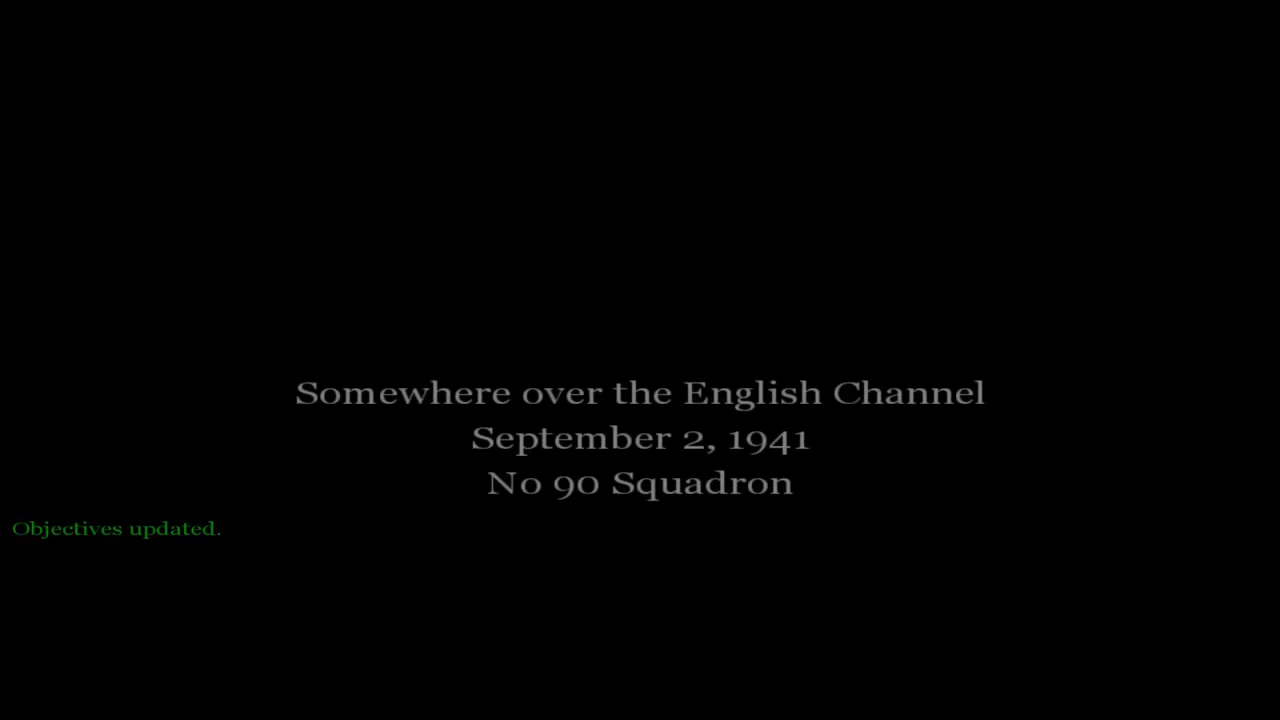 Somewhere over the English Channel
September 2, 1941
No 90 Squadron
Objectives updated.